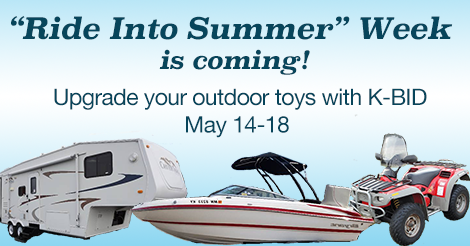 “Ride Into Summer” Week
is coming!
Upgrade your outdoor toys with K-BID
May 14-18